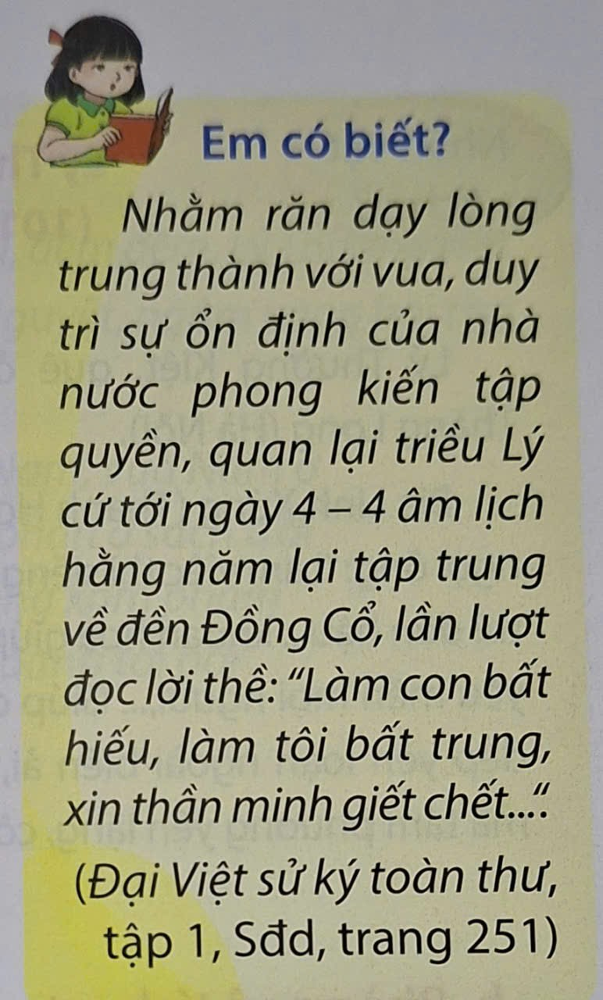 Em có biết?
Nhằm răn dạy lòng
trung thành với vua, duy
trì sự ổn định của nhà
nước phong kiến tập
quyền, quan lại triều Lý
cứ tới ngày 4 – 4 âm lịch
hằng năm lại tập trung
về đền Đồng Cổ, lần lượt
đọc lời thề: “Làm con bất
hiếu, làm tôi bất trung,
xin thần minh giết chết...“.
(Đại Việt sử ký toàn thư,
tập 1, Sđd, trang 251)